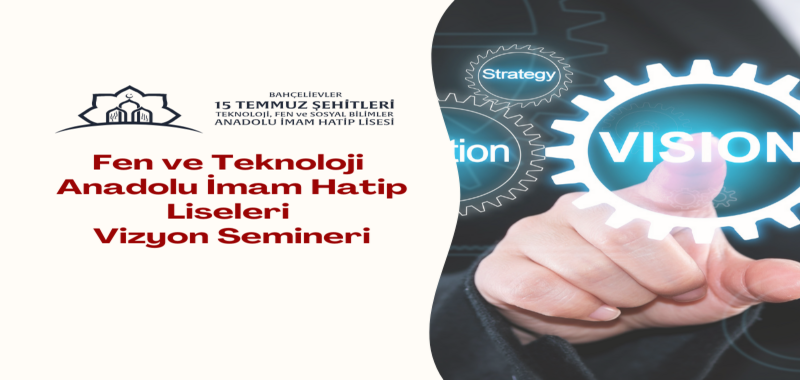 BAHÇELİEVLER
15 TEMMUZ ŞEHİTLERİ
TEKNOLOJİ, FEN ve SOSYAL BİLİMLER
ANADOLU İMAM HATİP LİSESİ
Fen ve Teknoloji
Anadolu İmam Hatip
Liseleri
Vizyon Semineri
Strategy
tion
VISION